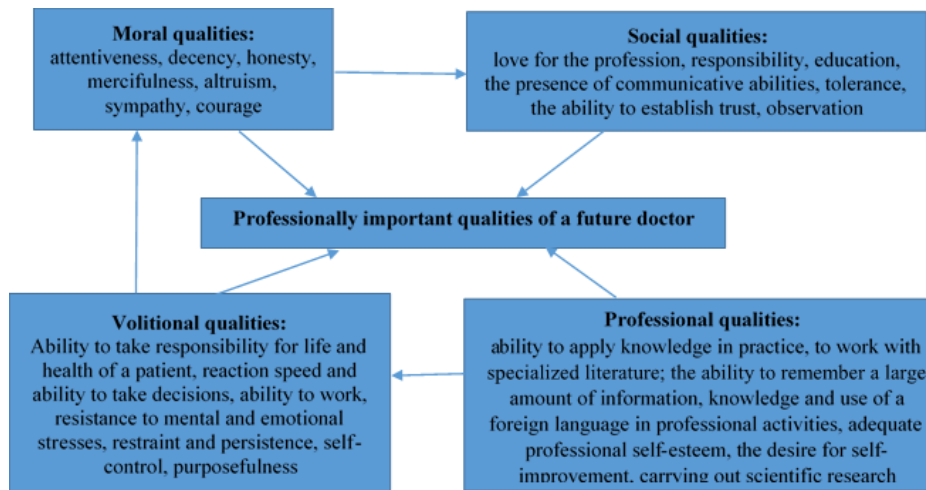 Moral qualities:
attentiveness, decency, honesty,
mercifulness, altruism,
sympathy, courage
Social qualities:
love for the profession, responsibility, education,
the presence of communicative abilities, tolerance,
the ability to establish trust, observation
Professionally important qualities of a future doctor
Volitional qualities:
Ability to take responsibility for life and
health of a patient, reaction speed and
ability to take decisions, ability to work,
resistance to mental and emotional
stresses, restraint and persistence, self-
control, purposefulness
Professional qualities:
ability to apply knowledge in practice, to work with
specialized literature; the ability to remember a large
amount of information, knowledge and use of a
foreign language in professional activities, adequate
professional self-esteem, the desire for self-
improvement, carrying out scientific research